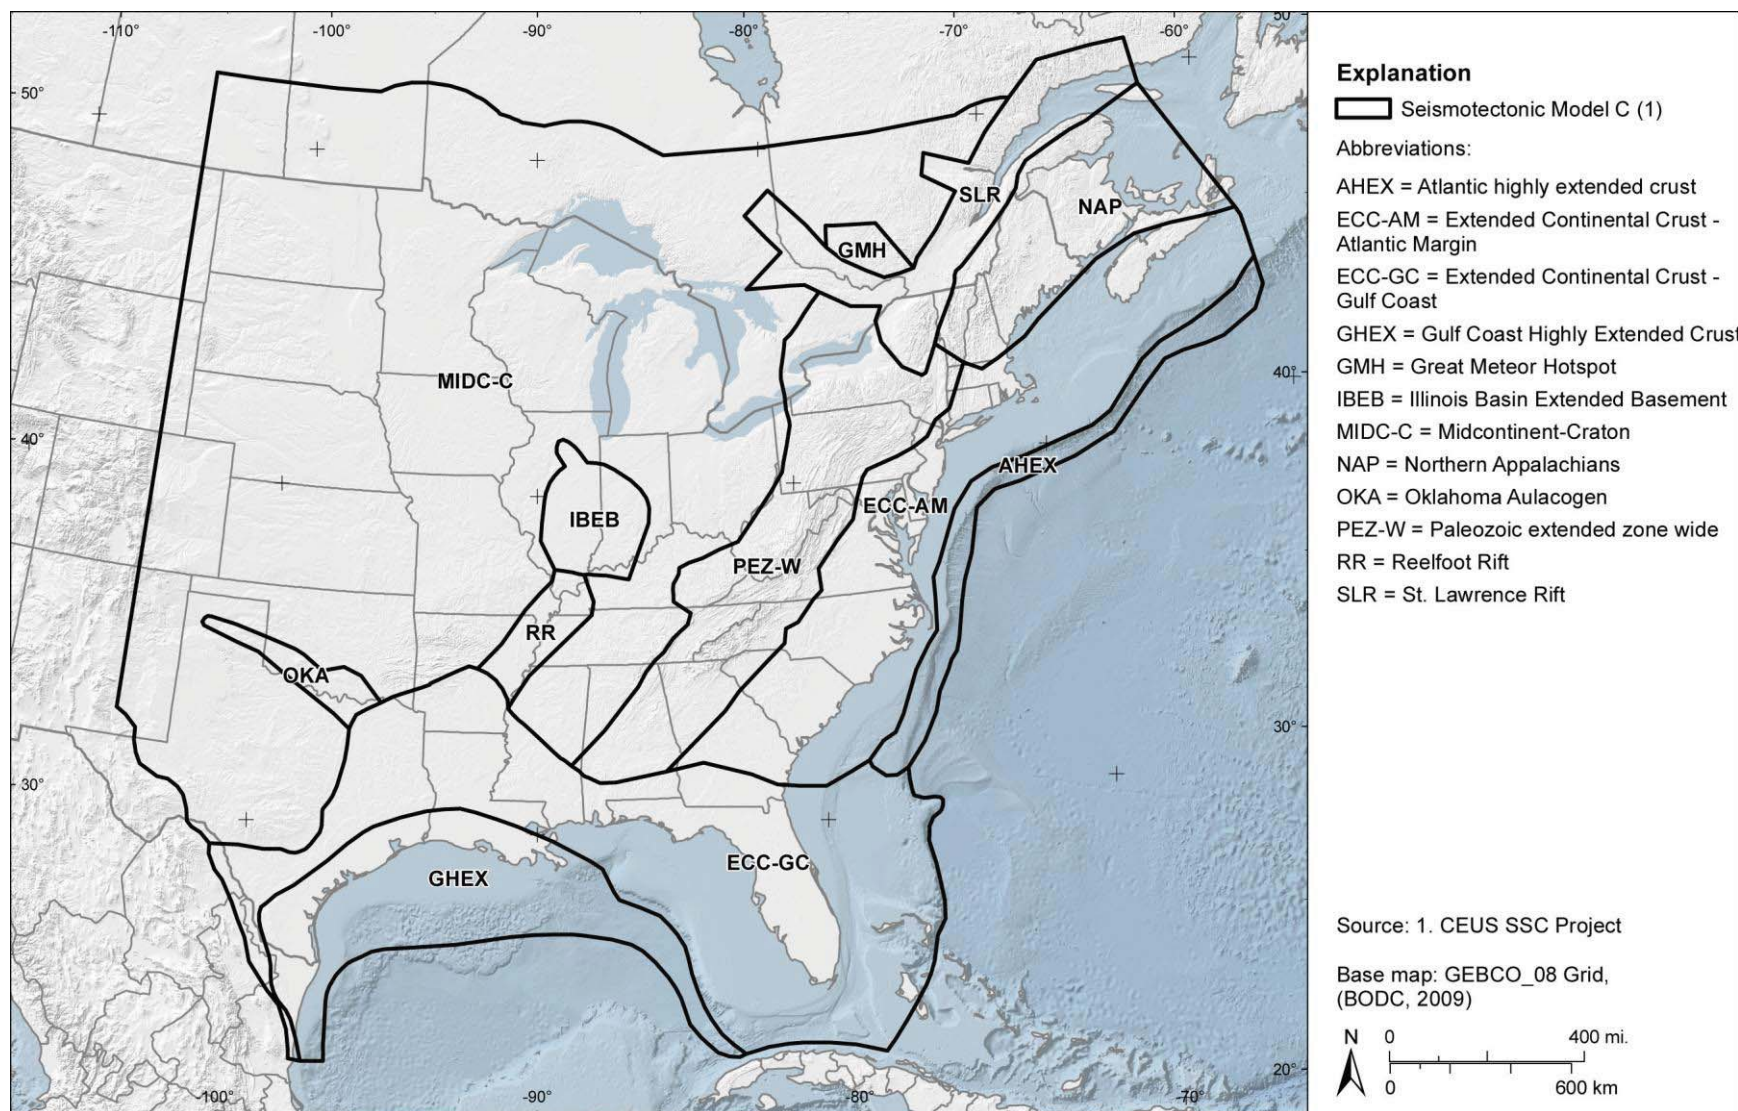 -110° -100° -90° -80° -70° -60° 50°
50°
SLR
NAP
GMH
40°
MIDC-C
40°
AHEX
ECC-AM
IBEB
PEZ-W
RR
OKA
30°
30°
ECC-GC
GHEX
20°
-100° -90° -80° -70°
Explanation
Seismotectonic Model C (1)
Abbreviations:
AHEX = Atlantic highly extended crust
ECC-AM = Extended Continental Crust -
Atlantic Margin
ECC-GC = Extended Continental Crust -
Gulf Coast
GHEX = Gulf Coast Highly Extended Crust
GMH = Great Meteor Hotspot
IBEB = Illinois Basin Extended Basement
MIDC-C = Midcontinent-Craton
NAP = Northern Appalachians
OKA = Oklahoma Aulacogen
PEZ-W = Paleozoic extended zone wide
RR = Reelfoot Rift
SLR = St. Lawrence Rift
Source: 1. CEUS SSC Project
Base map: GEBCO_08 Grid,
(BODC, 2009)
N 0 400 mi.
0 600 km